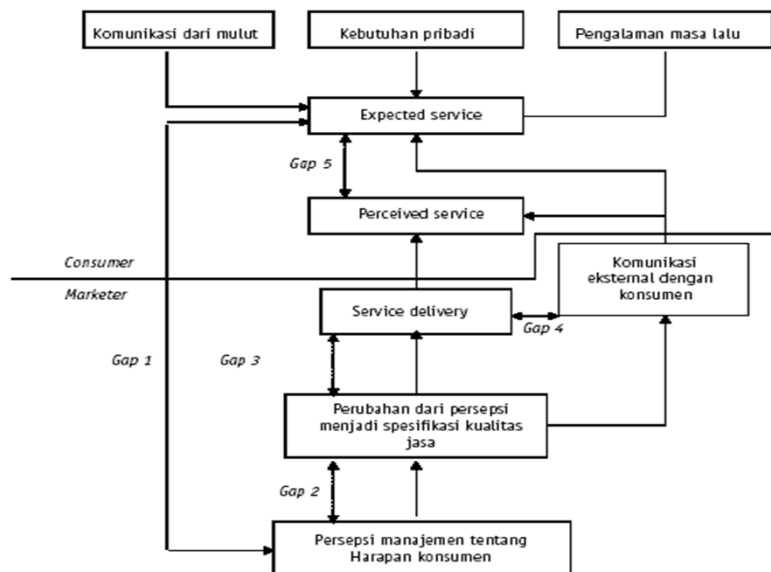 Komunikasi dari mulut
Kebutuhan pribadi
Pengalaman masa lalu
Expected service
Gap 5
Perceived service
Consumer
Marketer
Komunikasi
eksternal dengan
konsumen
Service delivery
Gap 4
Gap 1
Gap 3
Perubahan dari persepsi
menjadi spesifikasi kualitas
jasa
Gap 2
Persepsi manajemen tentang
Harapan konsumen